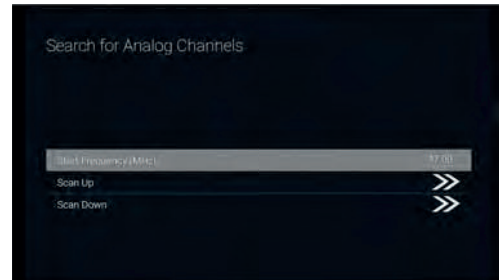 Search for Analog Channels
Start Frequency (MHz)
Scan Up
Scan Down